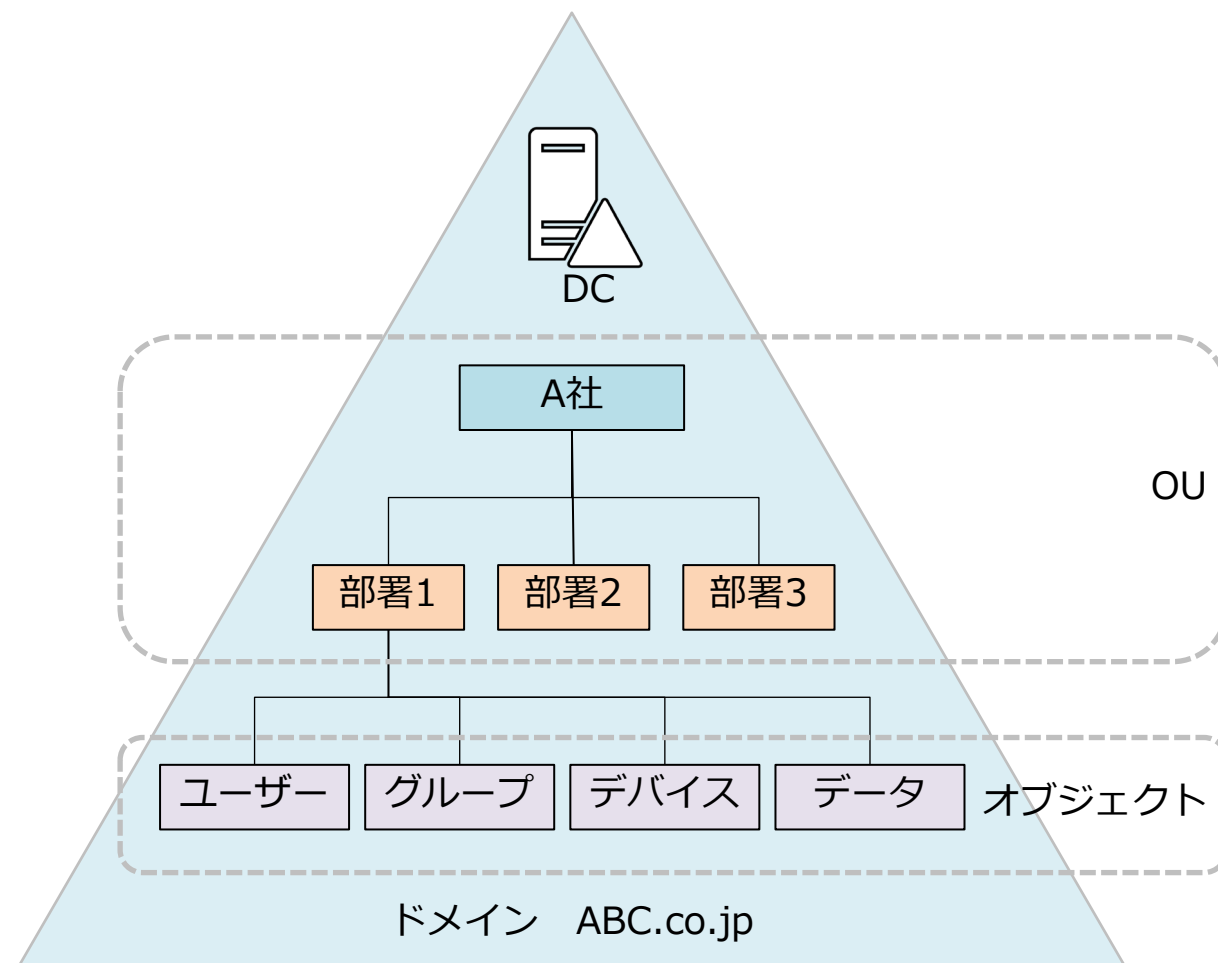 DC
A社
OU
部署1
部署2
部署3
ユーザー
グループ
デバイス
データ
オブジェクト
ドメイン　ABC.co.jp